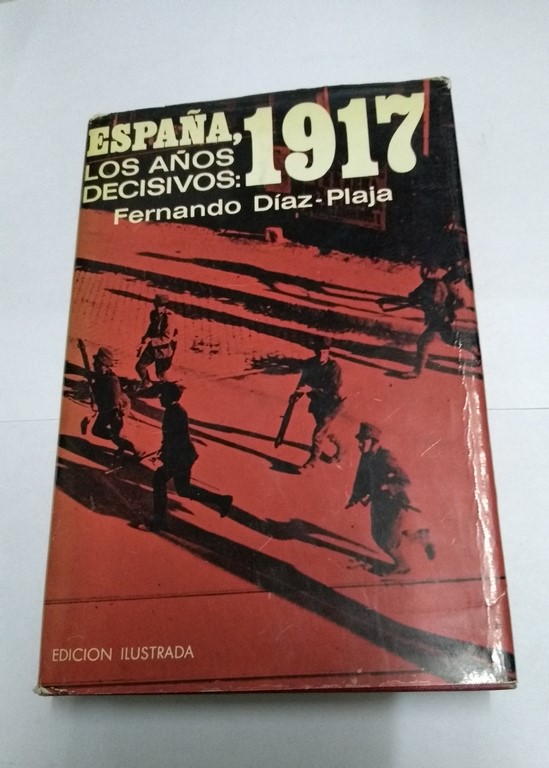 ESPAÑA,
LOS AÑOS
DECISIVOS:
1917
Fernando Díaz-Plaja
EDICION ILUSTRADA